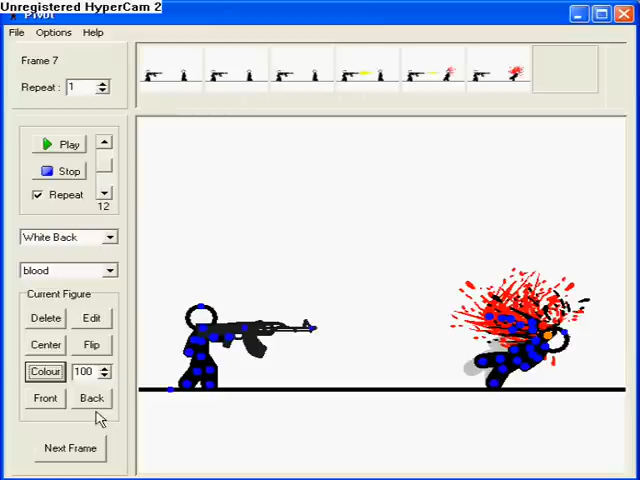 Unregistered HyperCam 2
Pivot
File Options Help
Frame 7
Repeat : 1
Play
Stop
Repeat
12
White Back
blood
Current Figure
Delete Edit
Center Flip
Colour 100
Front Back
Next Frame